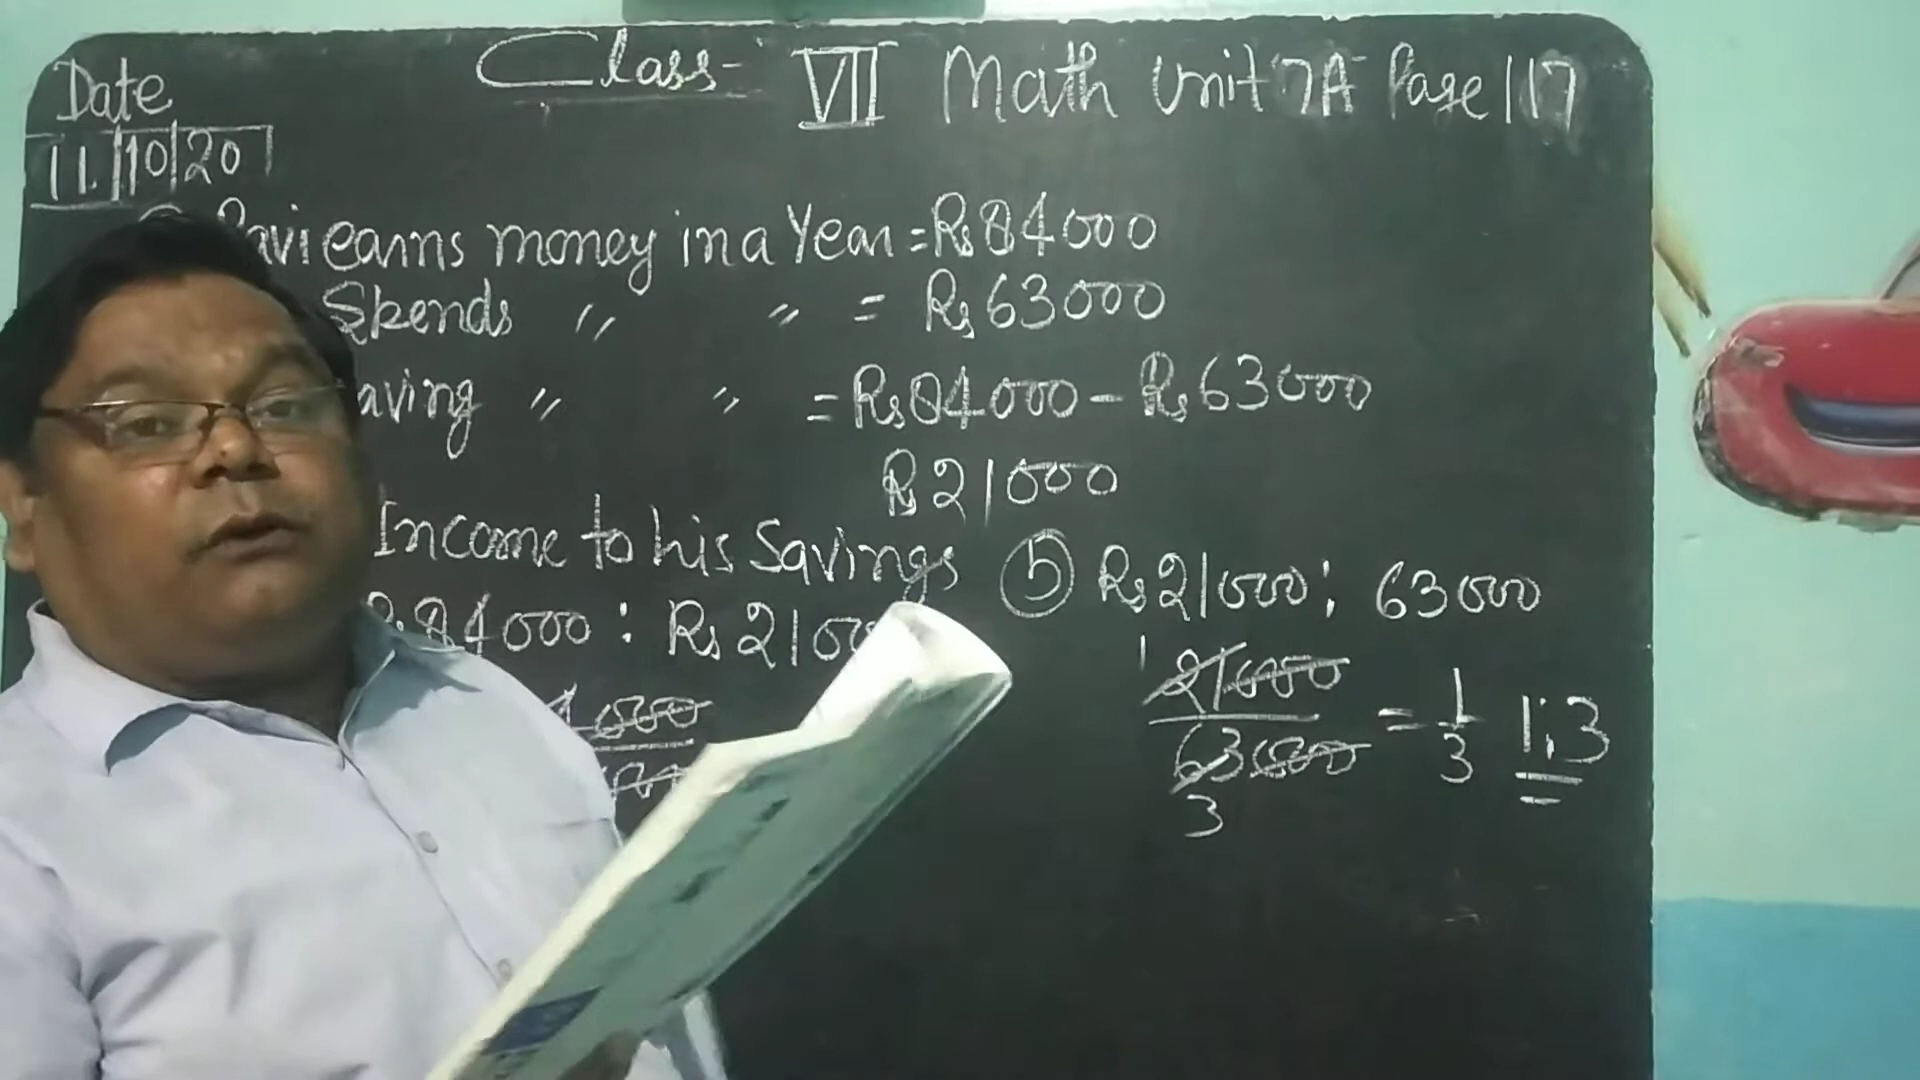 Date
11.10.20
Class- VII Math Unit 7A Page 117
Ravi earns money in a Year = Rs 84000
Spends " " = Rs 63000
aving " " = Rs 84000 - Rs 63000
Rs 21000
Income to his Savings
Rs 84000 : Rs 2100
(b) Rs 21000 : 63000
1
21000
63000
3
= 1/3 1:3